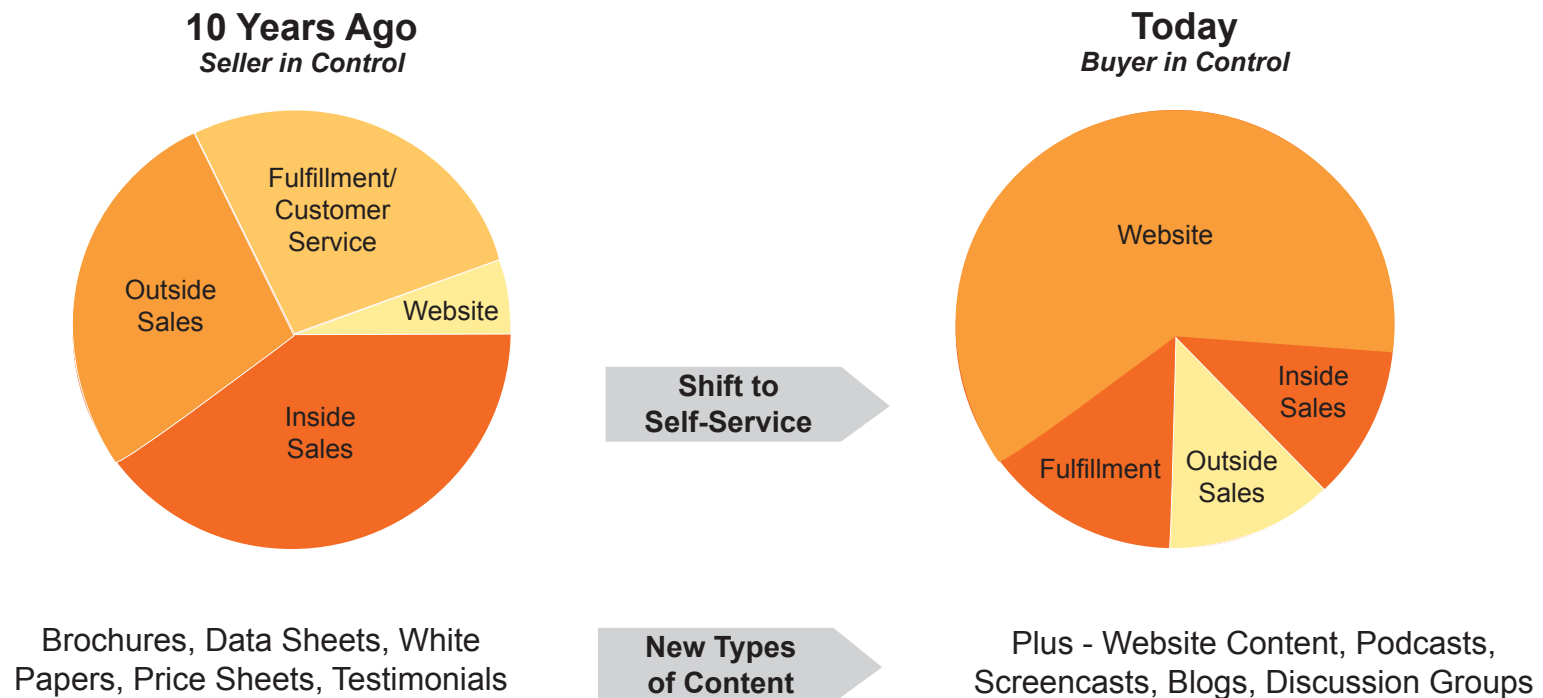 10 Years Ago
Seller in Control
Fulfillment/
Customer
Service
Outside
Sales
Website
Inside
Sales
Shift to
Self-Service
Today
Buyer in Control
Website
Inside
Sales
Fulfillment
Outside
Sales
Brochures, Data Sheets, White
Papers, Price Sheets, Testimonials
New Types
of Content
Plus - Website Content, Podcasts,
Screencasts, Blogs, Discussion Groups